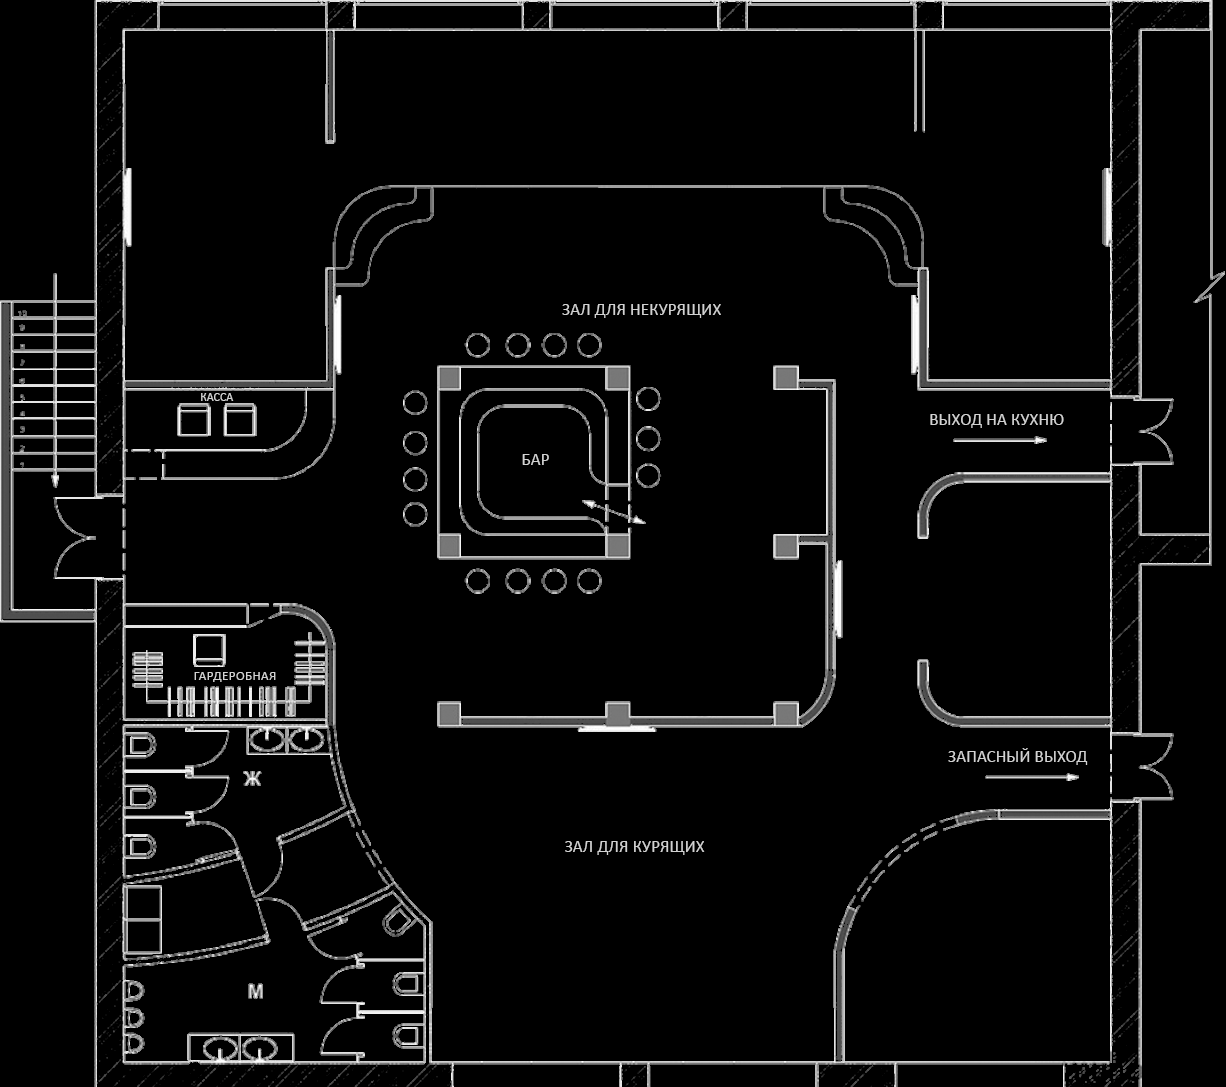 ЗАЛ ДЛЯ НЕКУРЯЩИХ
10
9
8
7
6
5
4
3
2
1
КАССА
ВЫХОД НА КУХНЮ
БАР
ГАРДЕРОБНАЯ
ЗАПАСНЫЙ ВЫХОД
Ж
ЗАЛ ДЛЯ КУРЯЩИХ
М